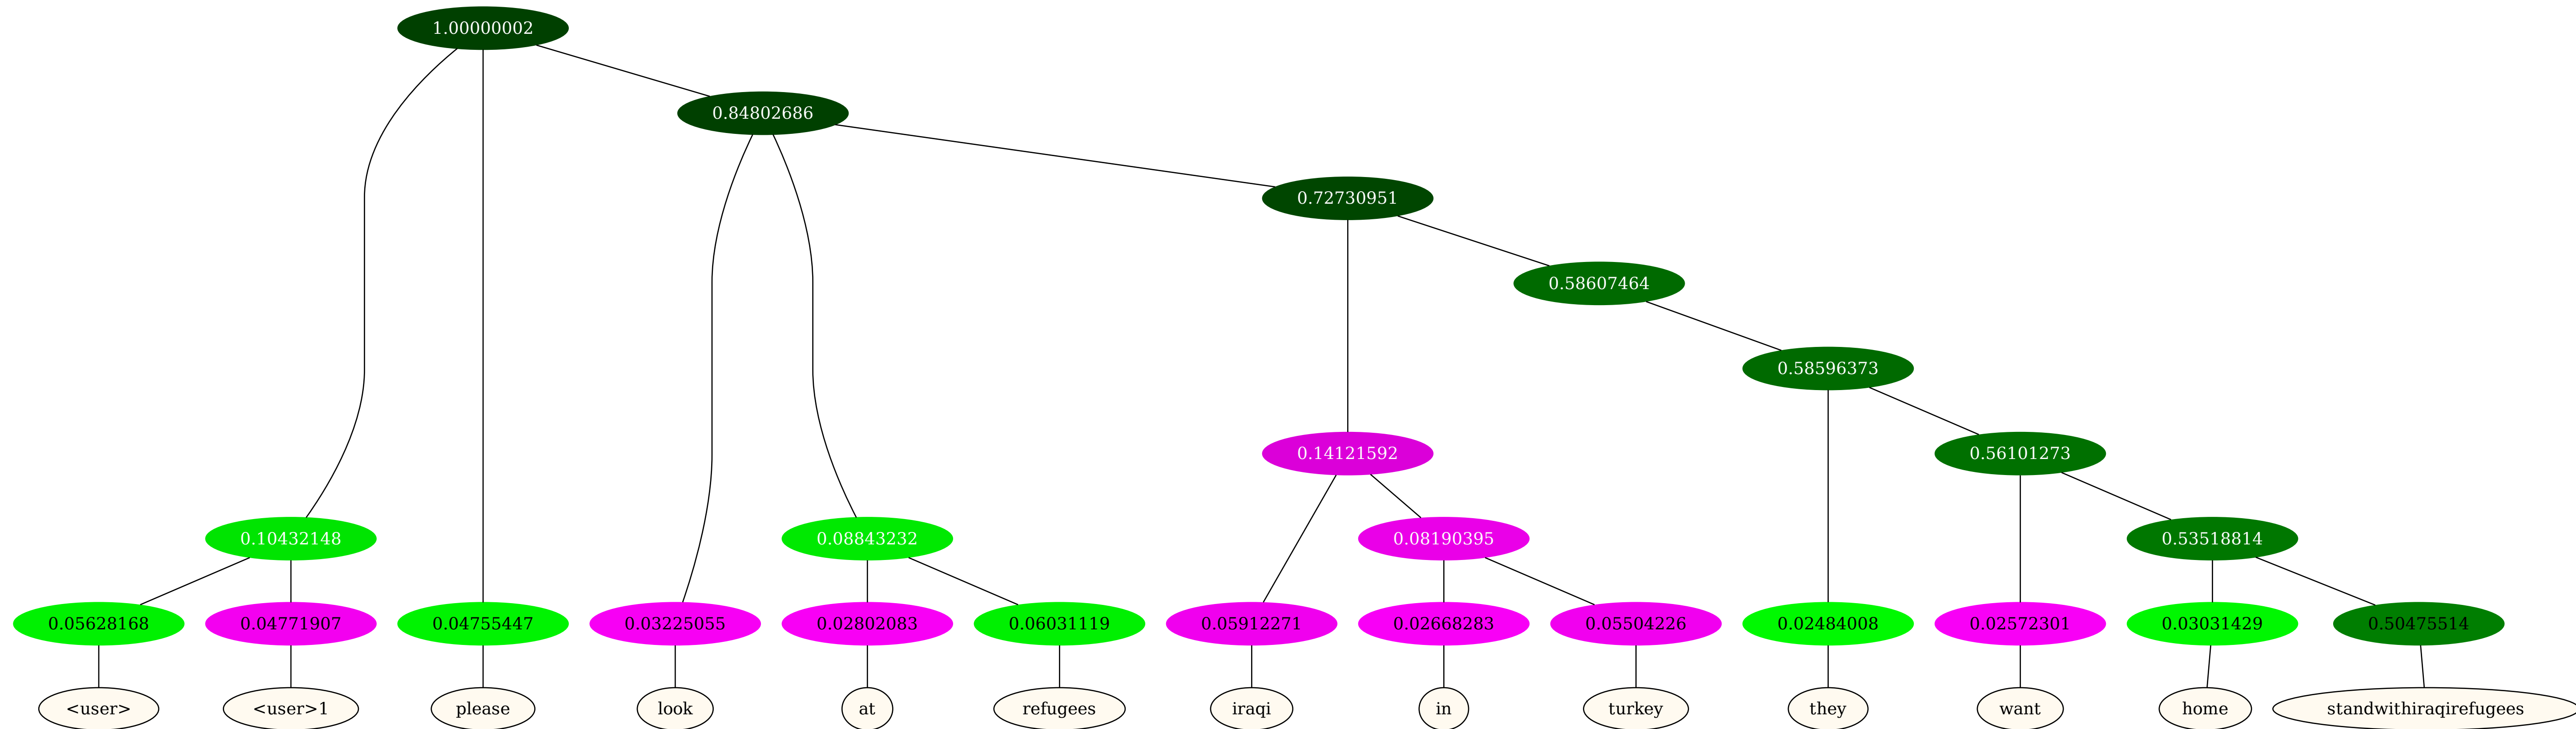 1.00000002
0.84802686
0.72730951
0.58607464
0.58596373
0.14121592 0.56101273
0.10432148 0.08843232 0.08190395 0.53518814
0.05628168 0.04771907 0.04755447 0.03225055 0.02802083 0.06031119 0.05912271 0.02668283 0.05504226 0.02484008 0.02572301 0.03031429 0.50475514
<user> <user>1 please look at refugees iraqi in turkey they want home standwithiraqirefugees